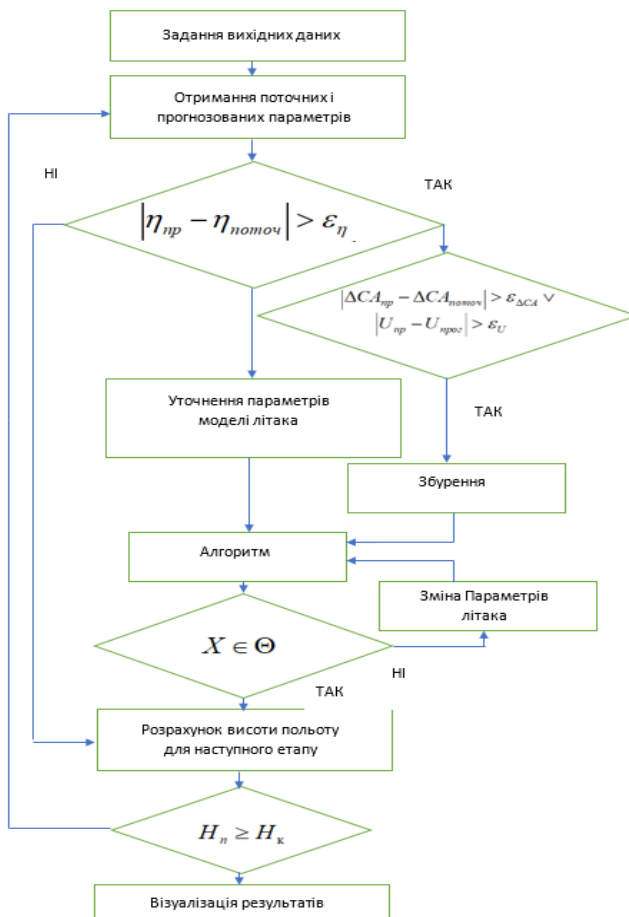 Задання вихідних даних
Отримання поточних і
прогнозованих параметрів
НІ
ТАК
|η_пр − η_поточ| > ε_η
|ΔCA_пр − ΔCA_поточ| > ε_ΔCA ∨
|U_пр − U_прог| > ε_U
Уточнення параметрів
моделі літака
ТАК
Збурення
Алгоритм
Зміна Параметрів
літака
X ∈ Θ
НІ
ТАК
Розрахунок висоти польоту
для наступного етапу
H_n ≥ H_к
Візуалізація результатів